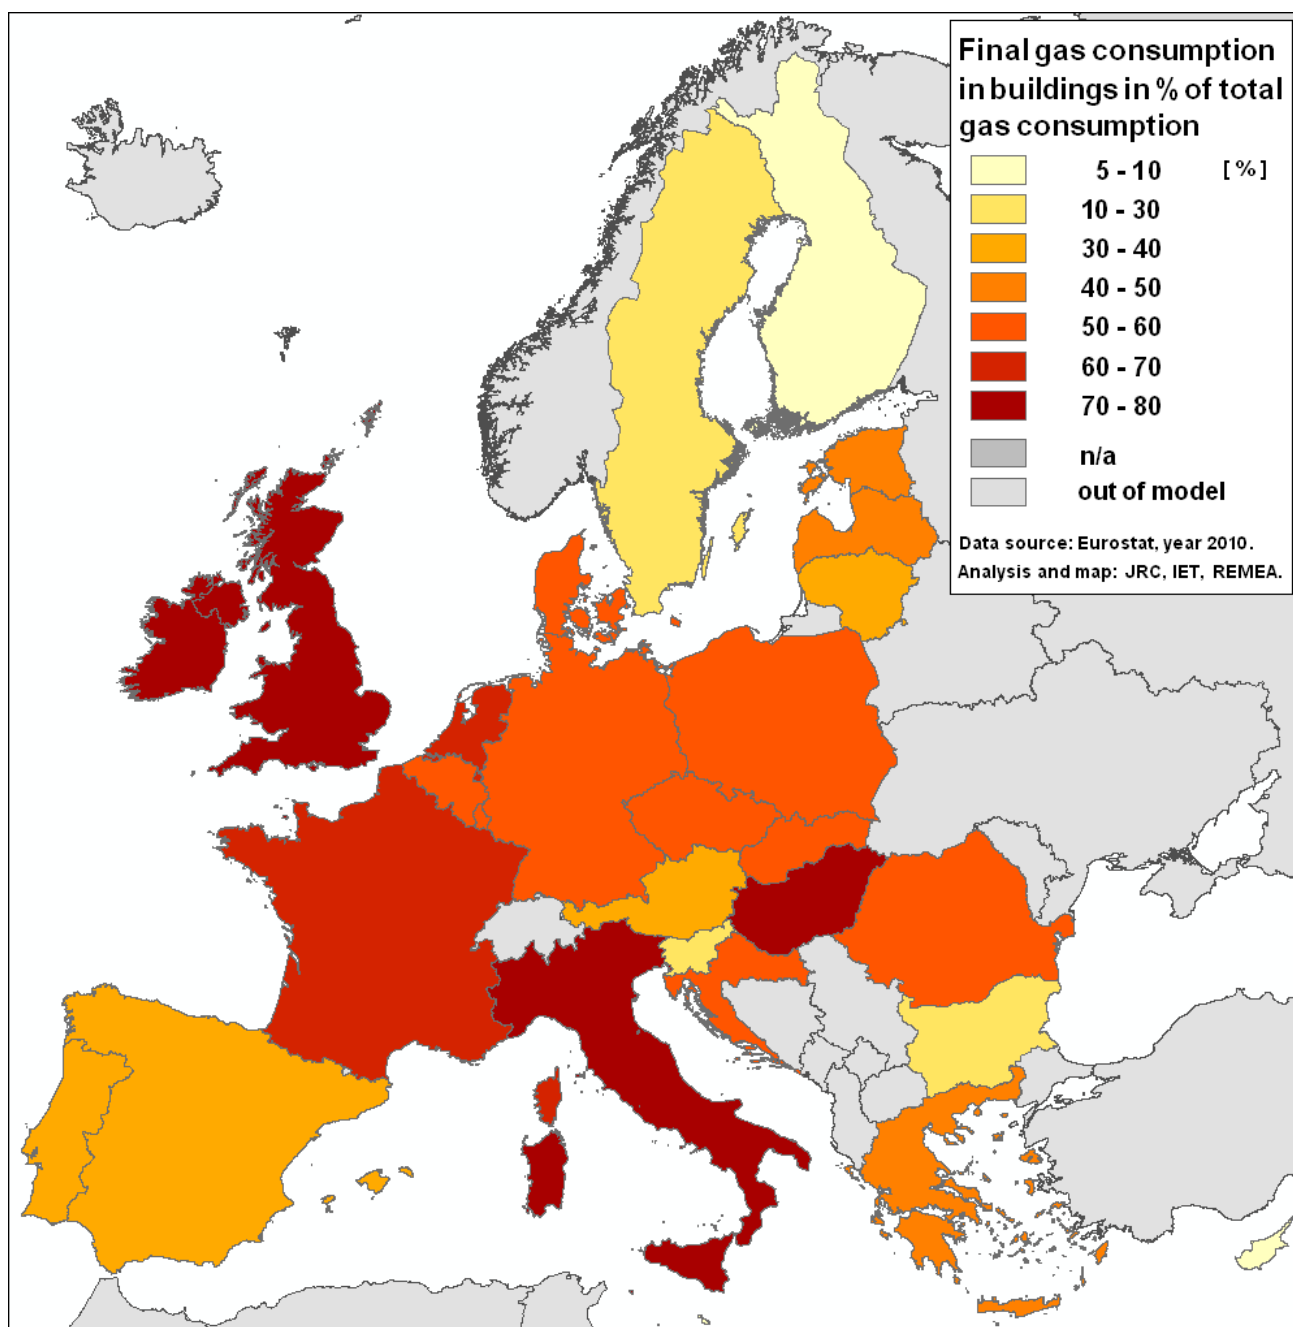 Final gas consumption
in buildings in % of total
gas consumption
5 - 10 [ % ]
10 - 30
30 - 40
40 - 50
50 - 60
60 - 70
70 - 80
n/a
out of model
Data source: Eurostat, year 2010.
Analysis and map: JRC, IET, REMEA.